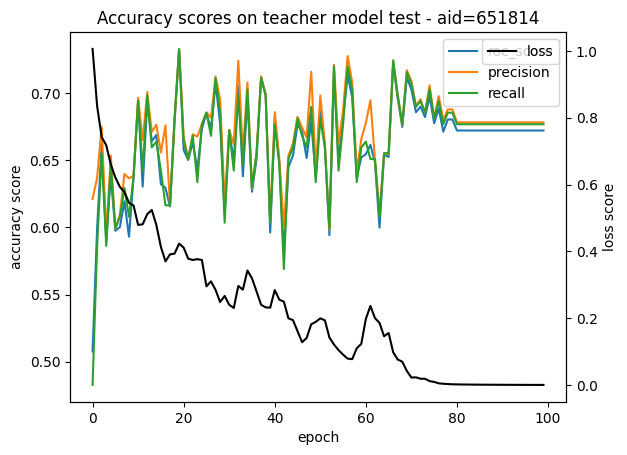 Accuracy scores on teacher model test - aid=651814
loss
precision
recall
accuracy score
0.70
0.65
0.60
0.55
0.50
1.0
0.8
0.6
0.4
0.2
0.0
loss score
0
20
40
60
80
100
epoch